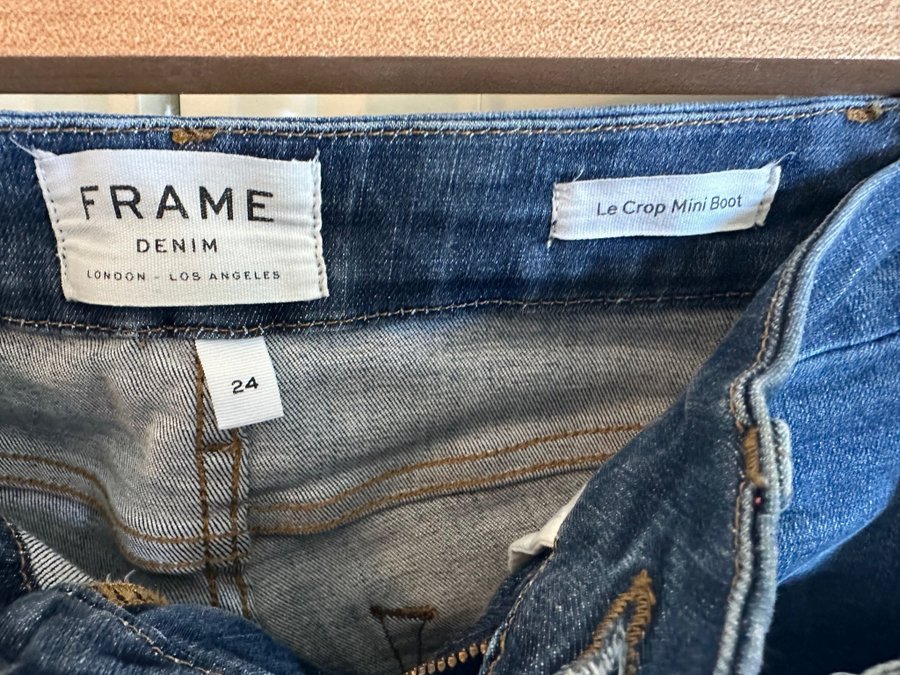 FRAME
DENIM
LONDON - LOS ANGELES
Le Crop Mini Boot
24